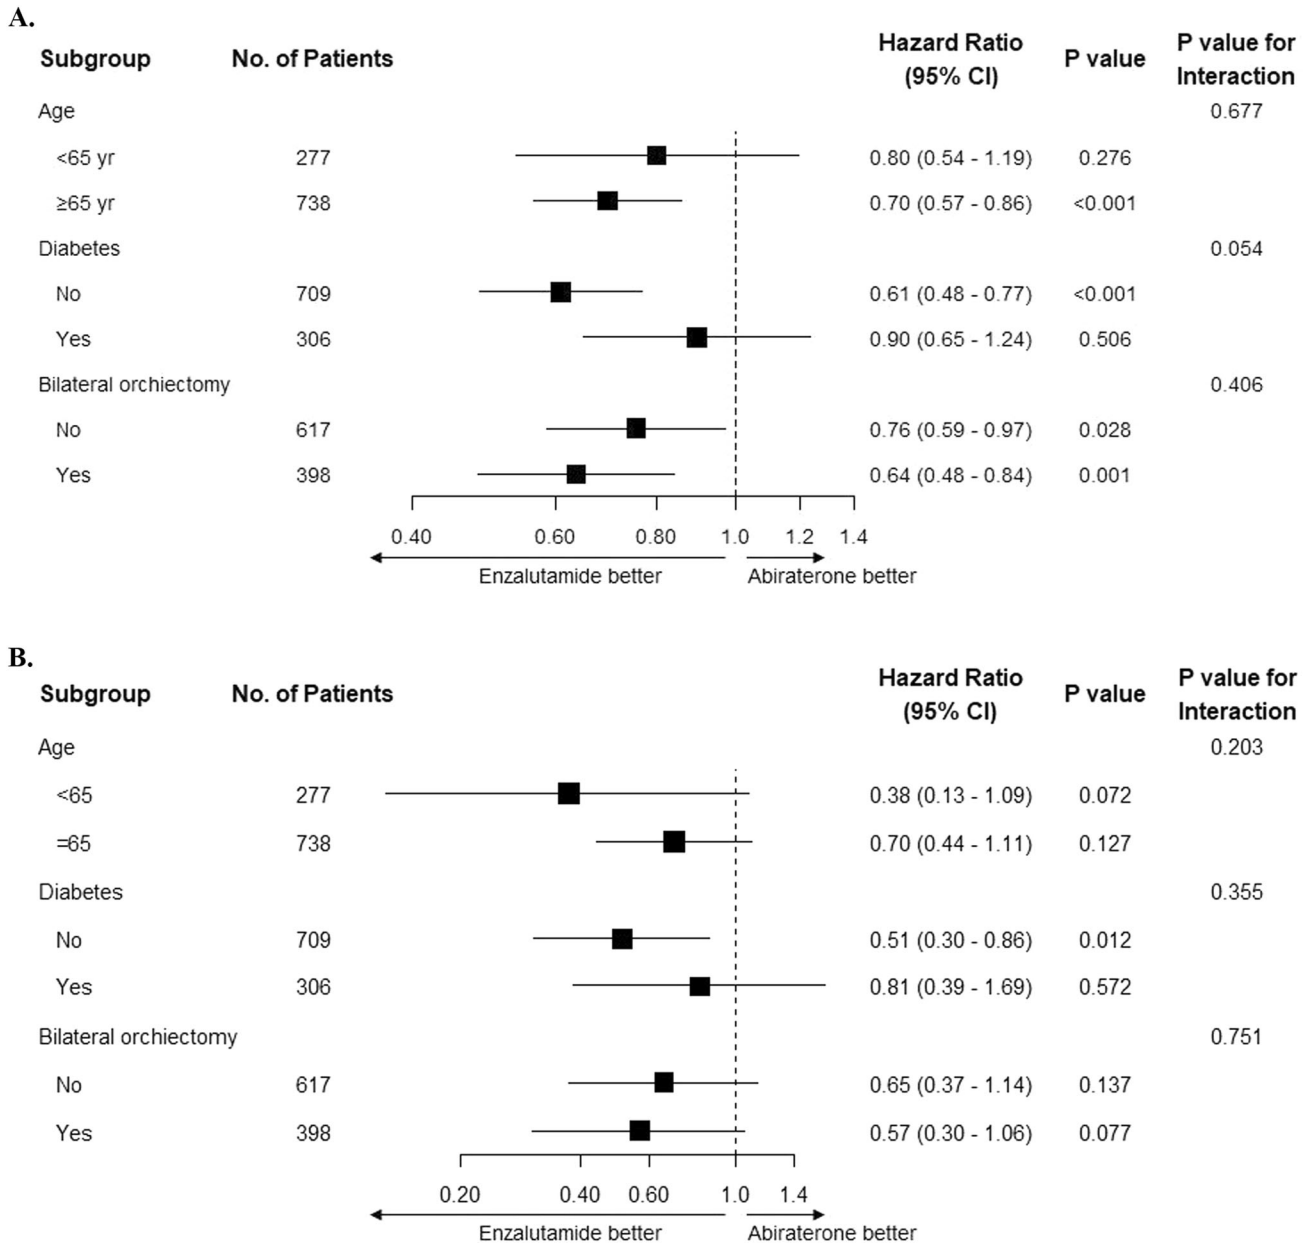 A.
Subgroup No. of Patients Hazard Ratio (95% CI) P value P value for Interaction
Age 0.677
<65 yr 277 0.80 (0.54 - 1.19) 0.276
≥65 yr 738 0.70 (0.57 - 0.86) <0.001
Diabetes 0.054
No 709 0.61 (0.48 - 0.77) <0.001
Yes 306 0.90 (0.65 - 1.24) 0.506
Bilateral orchiectomy 0.406
No 617 0.76 (0.59 - 0.97) 0.028
Yes 398 0.64 (0.48 - 0.84) 0.001
0.40 0.60 0.80 1.0 1.2 1.4
Enzalutamide better Abiraterone better
B.
Subgroup No. of Patients Hazard Ratio (95% CI) P value P value for Interaction
Age 0.203
<65 277 0.38 (0.13 - 1.09) 0.072
=65 738 0.70 (0.44 - 1.11) 0.127
Diabetes 0.355
No 709 0.51 (0.30 - 0.86) 0.012
Yes 306 0.81 (0.39 - 1.69) 0.572
Bilateral orchiectomy 0.751
No 617 0.65 (0.37 - 1.14) 0.137
Yes 398 0.57 (0.30 - 1.06) 0.077
0.20 0.40 0.60 1.0 1.4
Enzalutamide better Abiraterone better